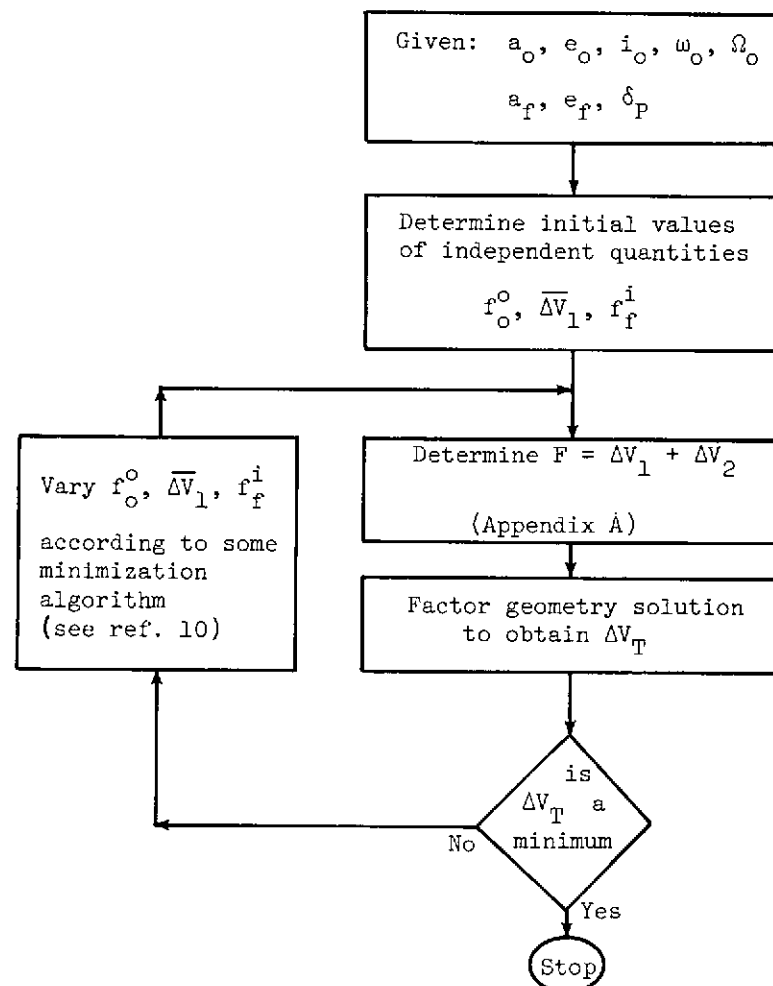 Given: a_o, e_o, i_o, ω_o, Ω_o
a_f, e_f, δ_P
Determine initial values
of independent quantities
f_o^o, \overline{ΔV}_1, f_f^i
Determine F = ΔV_1 + ΔV_2
(Appendix A)
Factor geometry solution
to obtain ΔV_T
is
ΔV_T a
minimum
No
Yes
Stop
Vary f_o^o, \overline{ΔV}_1, f_f^i
according to some
minimization
algorithm
(see ref. 10)